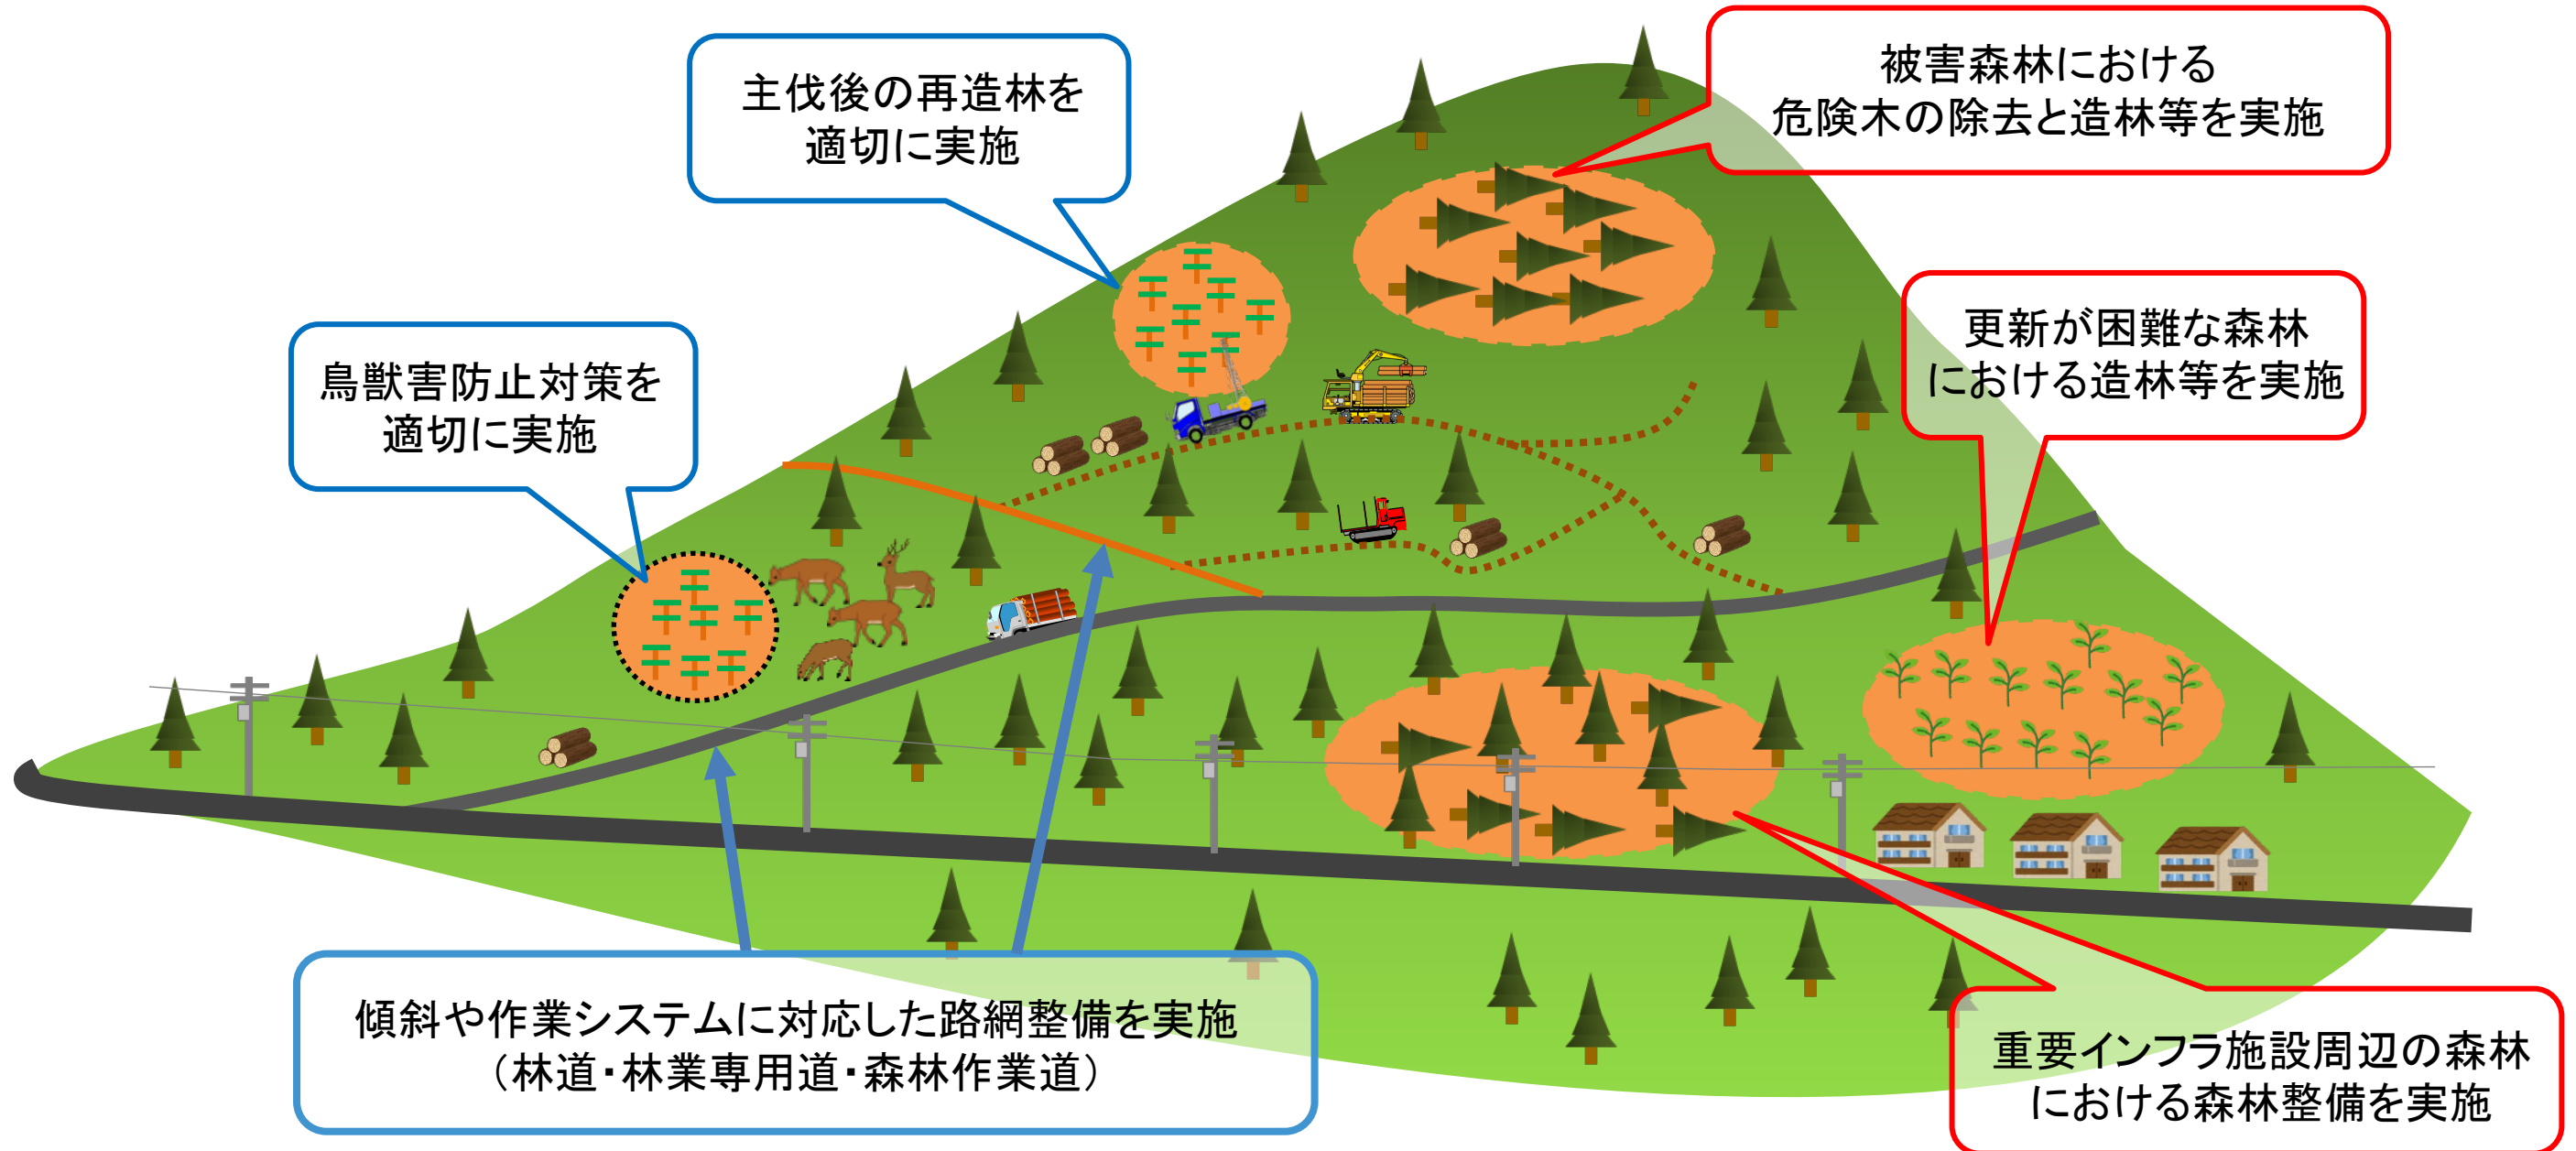 主伐後の再造林を
適切に実施
被害森林における
危険木の除去と造林等を実施
鳥獣害防止対策を
適切に実施
更新が困難な森林
における造林等を実施
傾斜や作業システムに対応した路網整備を実施
（林道・林業専用道・森林作業道）
重要インフラ施設周辺の森林
における森林整備を実施